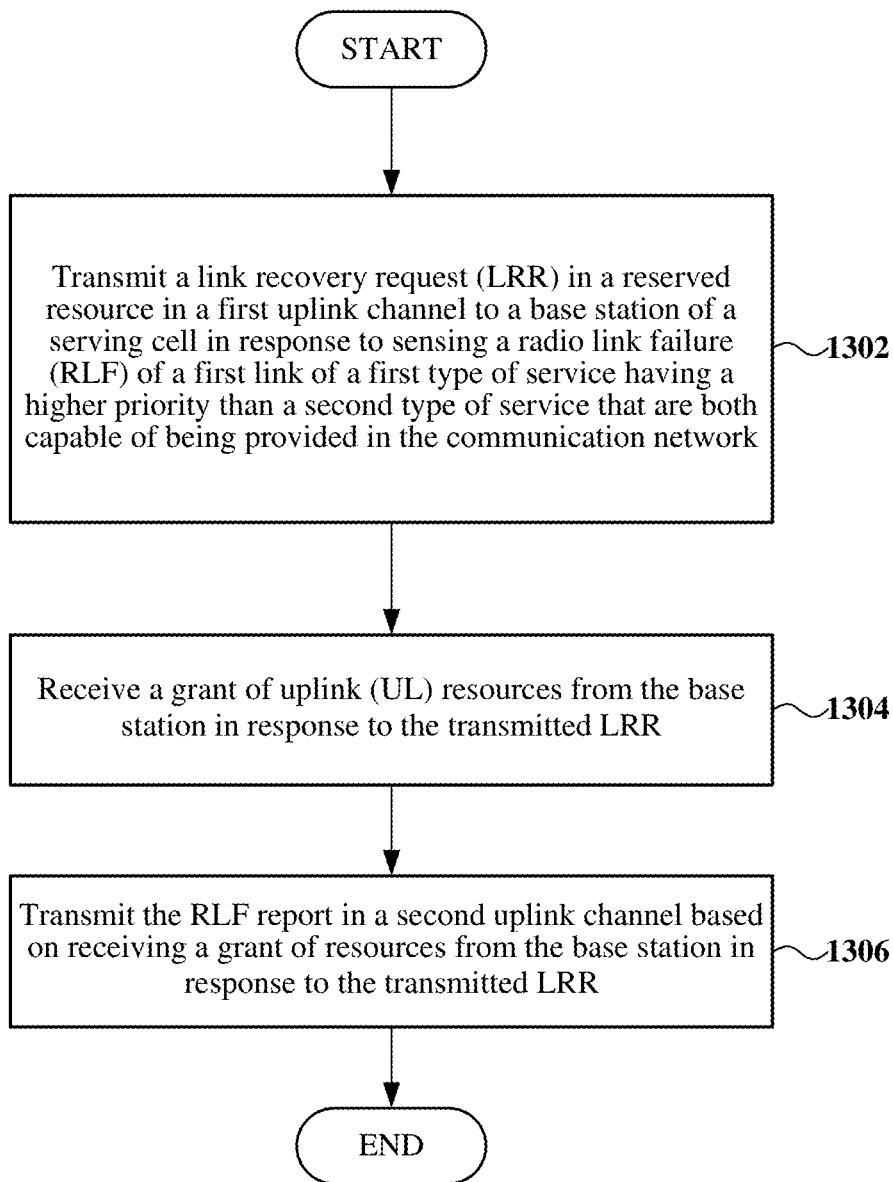 START
Transmit a link recovery request (LRR) in a reserved
resource in a first uplink channel to a base station of a
serving cell in response to sensing a radio link failure
(RLF) of a first link of a first type of service having a
higher priority than a second type of service that are both
capable of being provided in the communication network
1302
Receive a grant of uplink (UL) resources from the base
station in response to the transmitted LRR
1304
Transmit the RLF report in a second uplink channel based
on receiving a grant of resources from the base station in
response to the transmitted LRR
1306
END